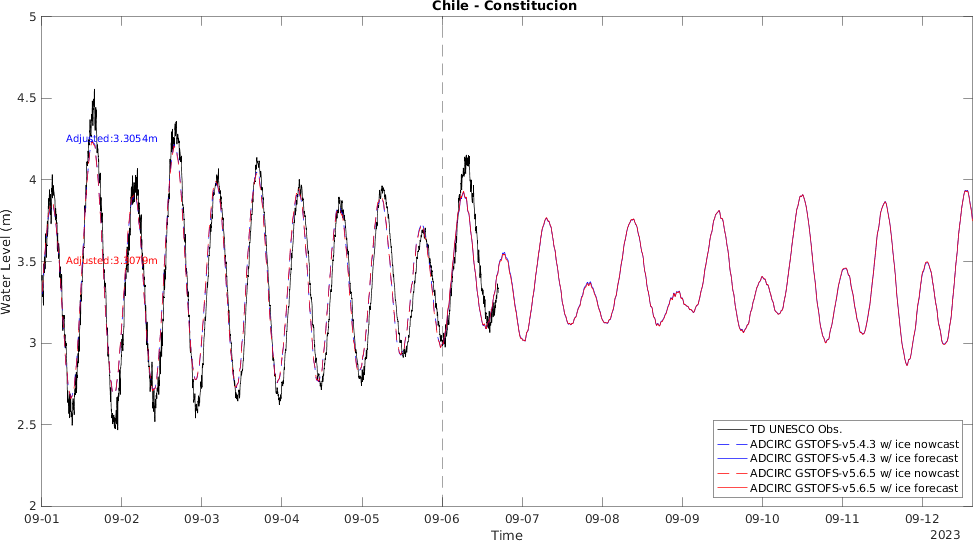 Chile - Constitucion
5
4.5
4
3.5
3
2.5
2
Water Level (m)
Adjusted:3.3054m
Adjusted:3.3079m
TD UNESCO Obs.
ADCIRC GSTOFS-v5.4.3 w/ ice nowcast
ADCIRC GSTOFS-v5.4.3 w/ ice forecast
ADCIRC GSTOFS-v5.6.5 w/ ice nowcast
ADCIRC GSTOFS-v5.6.5 w/ ice forecast
09-01 09-02 09-03 09-04 09-05 09-06 09-07 09-08 09-09 09-10 09-11 09-12
Time
2023